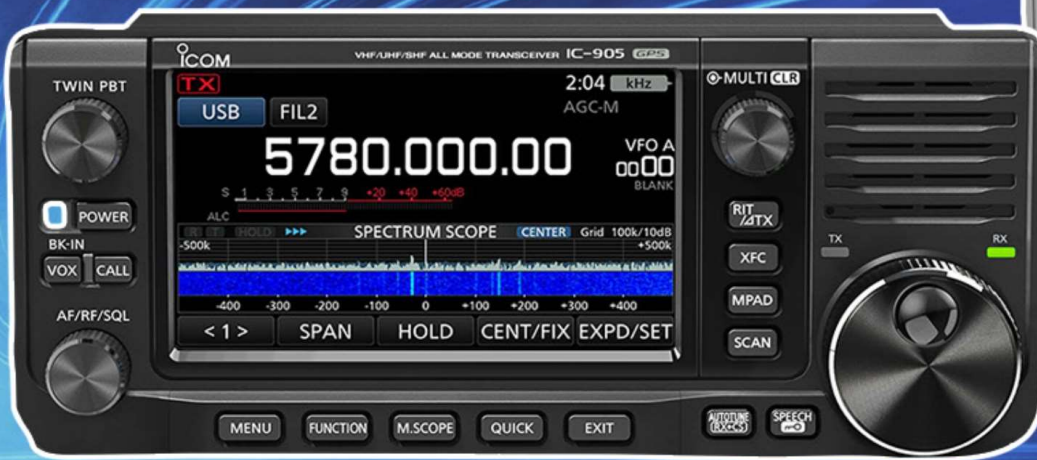 ICOM
VHF/UHF/SHF ALL MODE TRANSCEIVER IC-905 GPS
TWIN PBT
MULTI CLR
TX
2:04 kHz
USB FIL2
AGC-M
5780.000.00
VFO A
00
BLANK
S 1 3 5 7 9 +20 +40 +60dB
ALC
POWER
BK-IN
VOX CALL
AF/RF/SQL
R T HOLD SPECTRUM SCOPE CENTER Grid 100k/10dB
-500k +500k
-400 -300 -200 -100 0 +100 +200 +300 +400
< 1 > SPAN HOLD CENT/FIX EXPD/SET
RIT
/⊿TX
XFC
MPAD
SCAN
TX RX
MENU FUNCTION M.SCOPE QUICK EXIT
AUTOTUNE
(RX→CS)
SPEECH